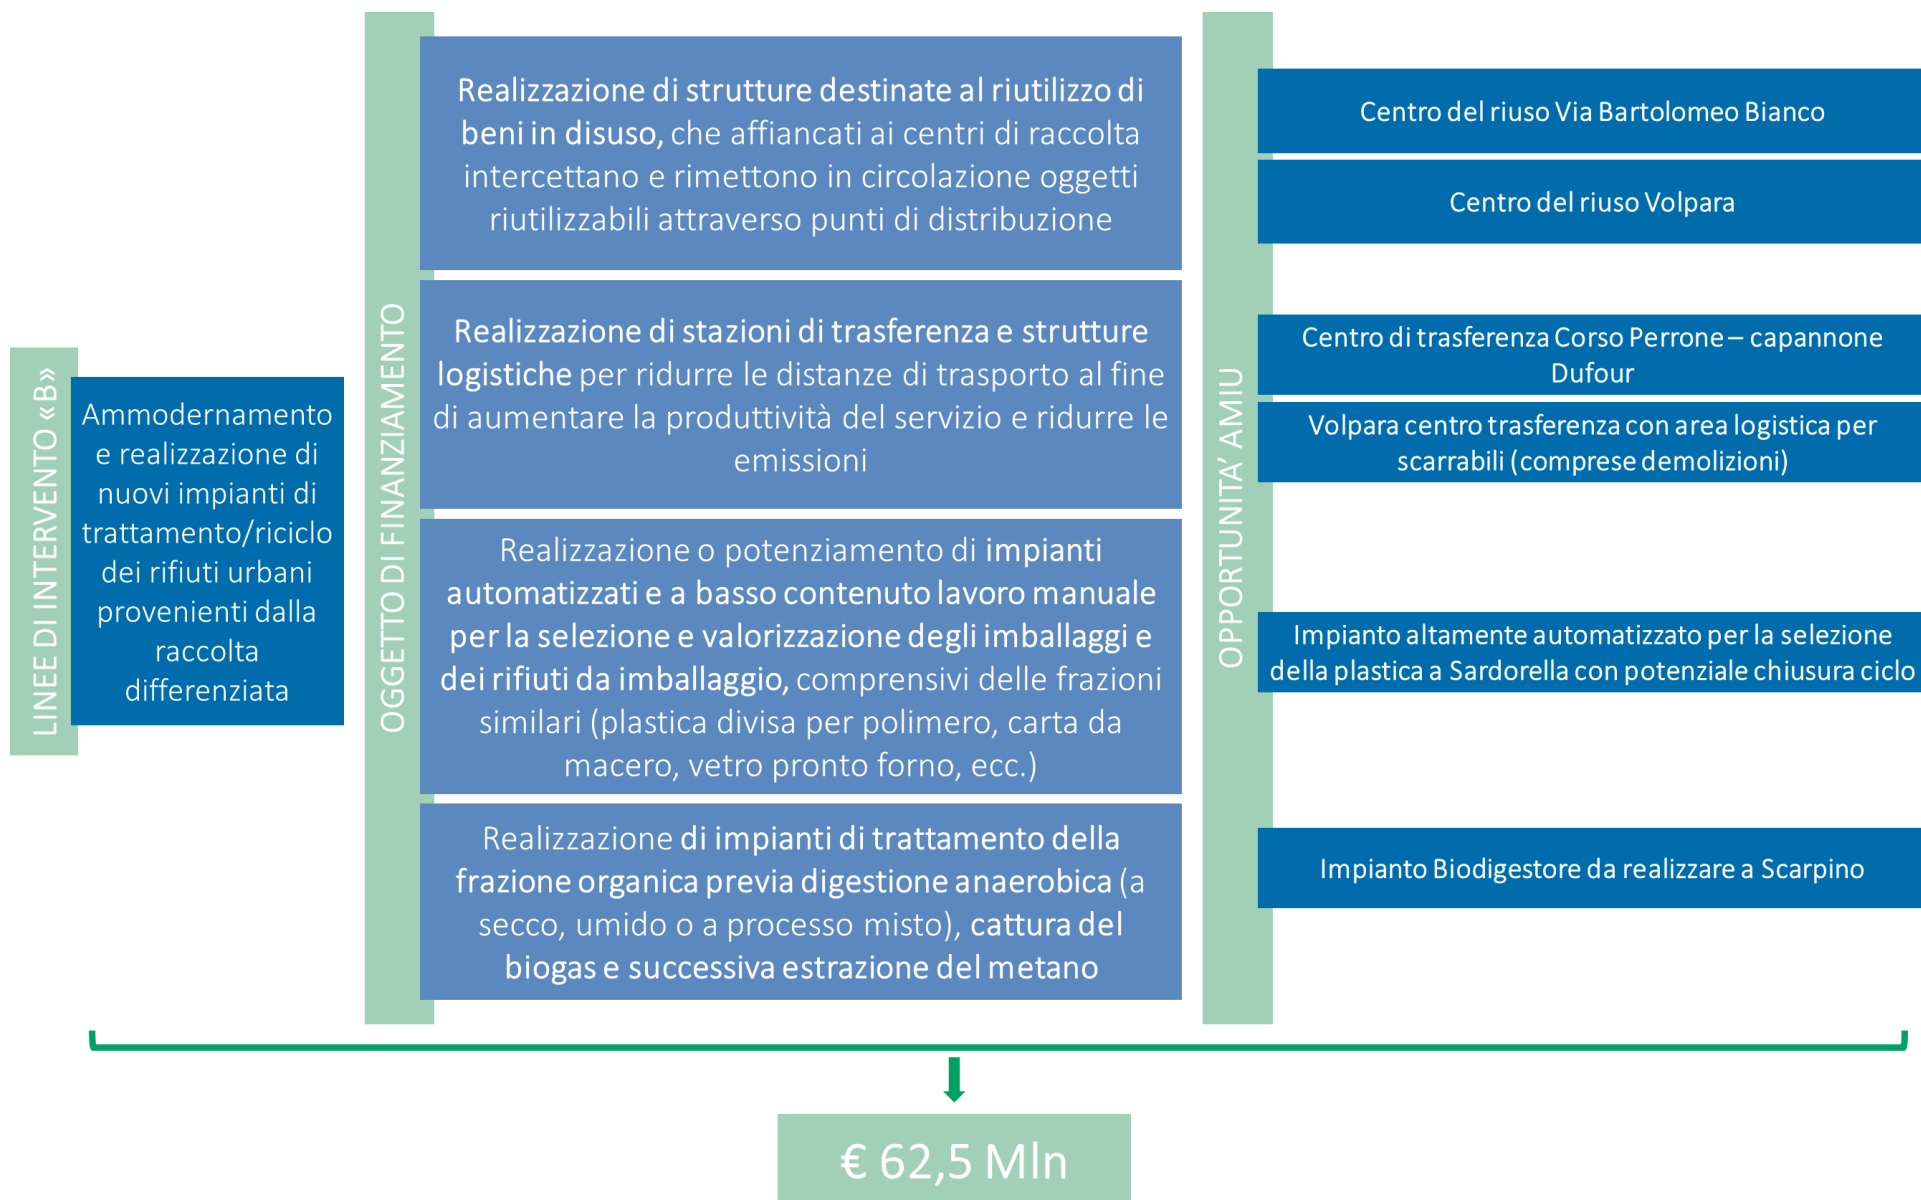 LINEE DI INTERVENTO «B»
Ammodernamento
e realizzazione di
nuovi impianti di
trattamento/riciclo
dei rifiuti urbani
provenienti dalla
raccolta
differenziata
OGGETTO DI FINANZIAMENTO
Realizzazione di strutture destinate al riutilizzo di
beni in disuso, che affiancati ai centri di raccolta
intercettano e rimettono in circolazione oggetti
riutilizzabili attraverso punti di distribuzione
Realizzazione di stazioni di trasferenza e strutture
logistiche per ridurre le distanze di trasporto al fine
di aumentare la produttività del servizio e ridurre le
emissioni
Realizzazione o potenziamento di impianti
automatizzati e a basso contenuto lavoro manuale
per la selezione e valorizzazione degli imballaggi e
dei rifiuti da imballaggio, comprensivi delle frazioni
similari (plastica divisa per polimero, carta da
macero, vetro pronto forno, ecc.)
Realizzazione di impianti di trattamento della
frazione organica previa digestione anaerobica (a
secco, umido o a processo misto), cattura del
biogas e successiva estrazione del metano
OPPORTUNITA’ AMIU
Centro del riuso Via Bartolomeo Bianco
Centro del riuso Volpara
Centro di trasferenza Corso Perrone – capannone
Dufour
Volpara centro trasferenza con area logistica per
scarrabili (comprese demolizioni)
Impianto altamente automatizzato per la selezione
della plastica a Sardorella con potenziale chiusura ciclo
Impianto Biodigestore da realizzare a Scarpino
€ 62,5 Mln